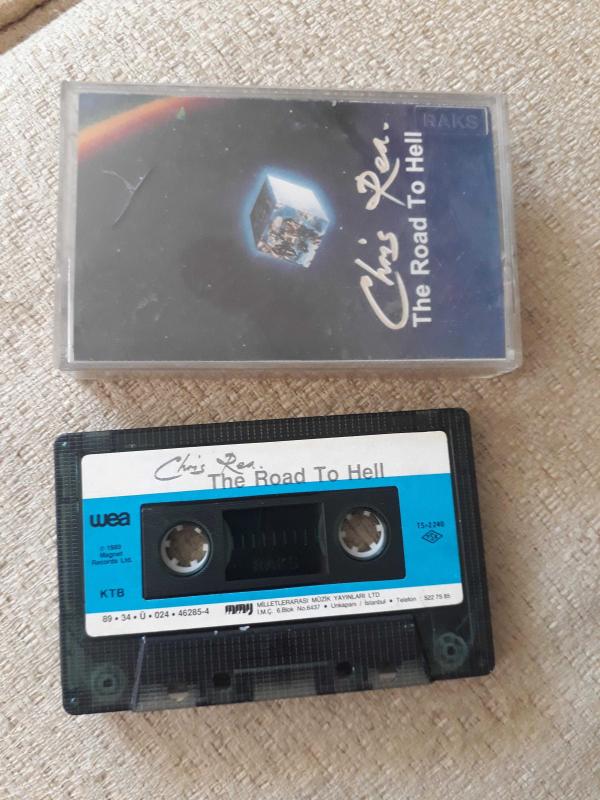 RAKS
Chris Rea.
The Road To Hell
Chris Rea.
The Road To Hell
wea
℗ 1989
Magnet
Records Ltd.
KTB
TS-2240
TSE
RAKS
89 • 34 • Ü • 024 • 46285-4
mmy MİLLETLERARASI MÜZİK YAYINLARI LTD
İ.M.Ç. 6.Blok No.6437 • Unkapanı / İstanbul • Telefon : 522 75 85